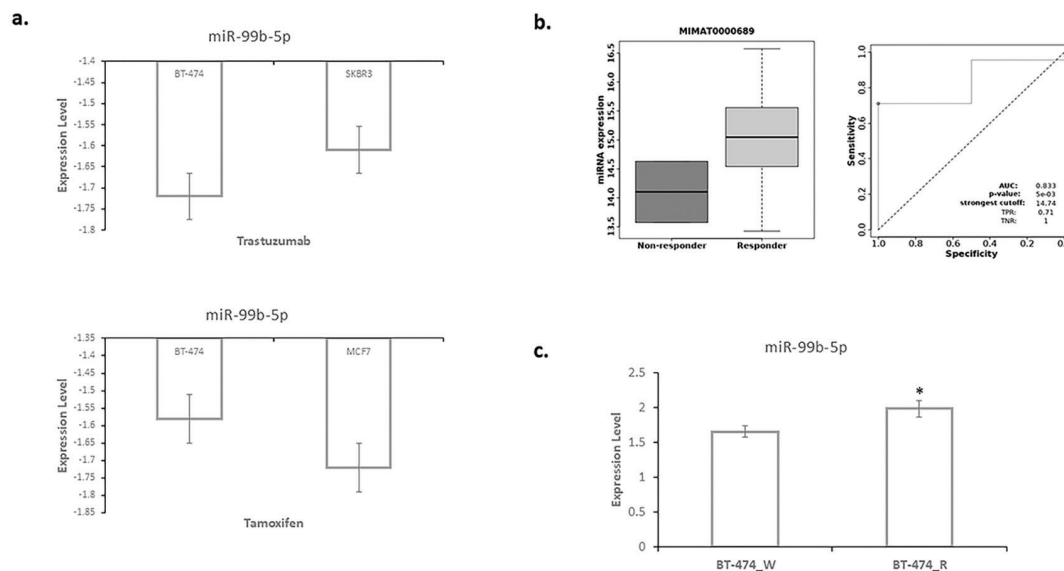 a.
miR-99b-5p
-1.4
-1.45
-1.5
-1.55
-1.6
-1.65
-1.7
-1.75
-1.8
Expression Level
BT-474
SKBR3
Trastuzumab
miR-99b-5p
-1.35
-1.4
-1.45
-1.5
-1.55
-1.6
-1.65
-1.7
-1.75
-1.8
-1.85
Expression Level
BT-474
MCF7
Tamoxifen
b.
MIMAT0000689
miRNA expression
16.5
16.0
15.5
15.0
14.5
14.0
13.5
Non-responder
Responder
Sensitivity
1.0
0.8
0.6
0.4
0.2
0.0
AUC: 0.833
p-value: 5e-03
strongest cutoff: 14.74
TPR: 0.71
TNR: 1
1.0
0.8
0.6
0.4
0.2
Specificity
c.
miR-99b-5p
2.5
2
1.5
1
0.5
0
Expression Level
*
BT-474_W
BT-474_R